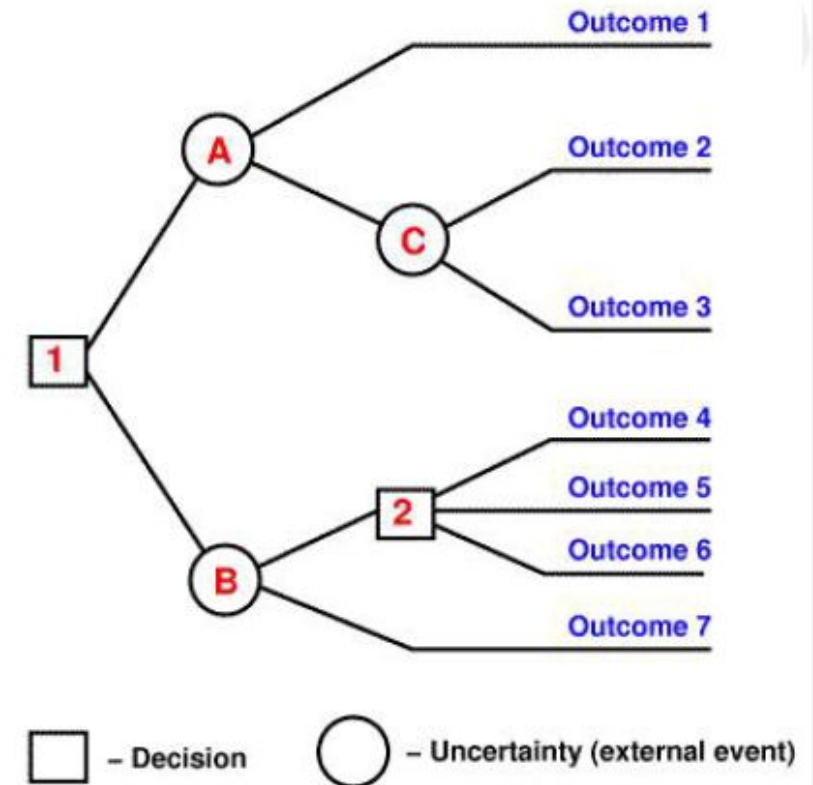 Outcome 1
A
Outcome 2
C
Outcome 3
1
Outcome 4
2
Outcome 5
Outcome 6
B
Outcome 7
– Decision
– Uncertainty (external event)